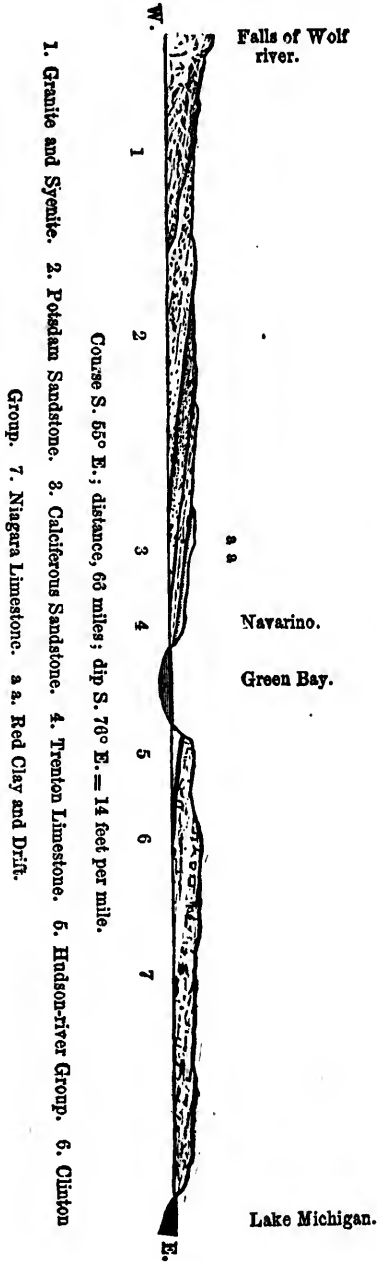 W.
Falls of Wolf
river.
1
2
3
a a
4
Navarino.
Green Bay.
5
6
7
Lake Michigan.
E.
Course S. 55° E.; distance, 66 miles; dip S. 76° E. = 14 feet per mile.
1. Granite and Syenite. 2. Potsdam Sandstone. 3. Calciferous Sandstone. 4. Trenton Limestone. 5. Hudson-river Group. 6. Clinton
Group. 7. Niagara Limestone. a a. Red Clay and Drift.